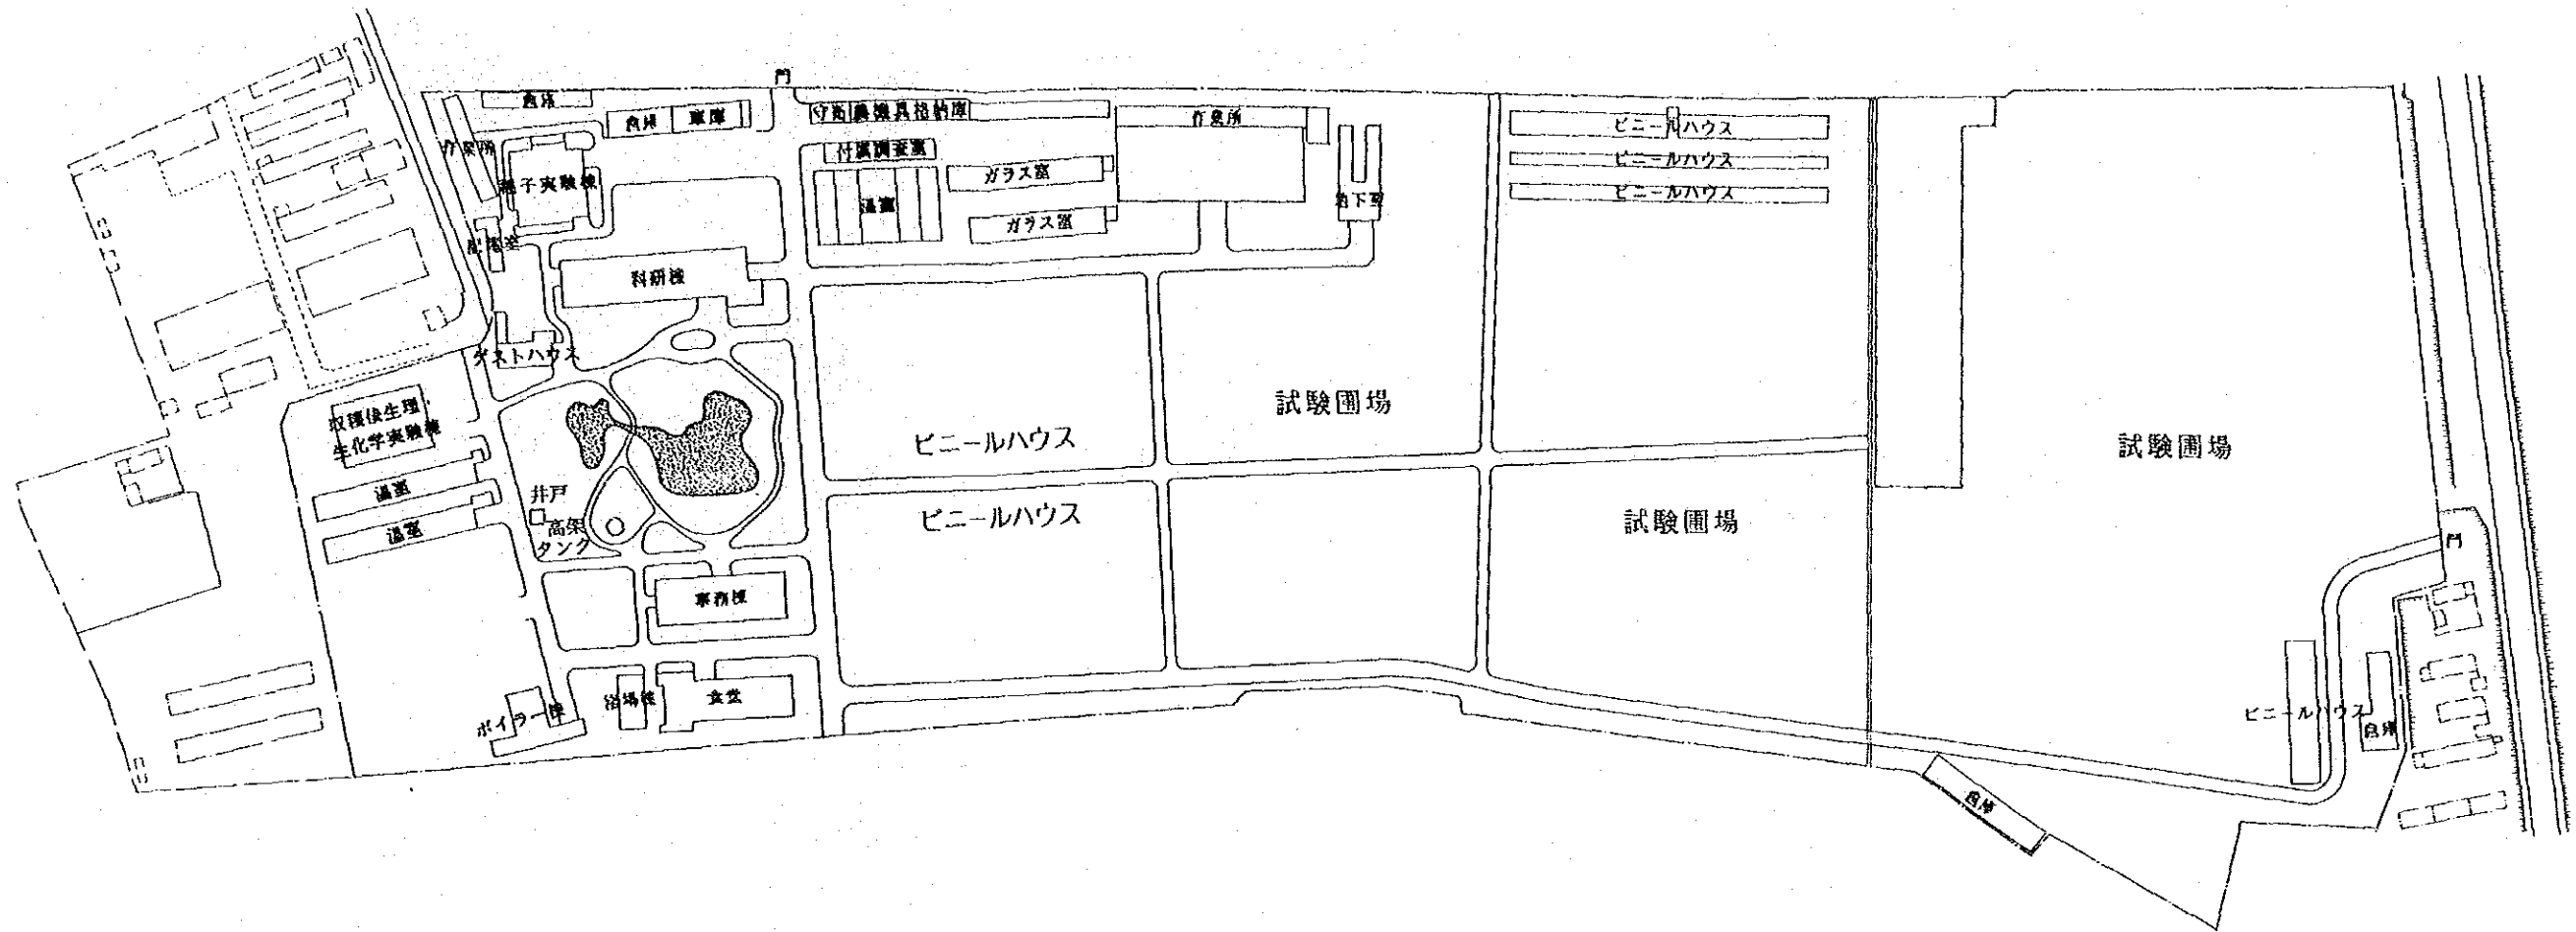 門
倉庫
倉庫
車庫
守衛
農機具格納庫
作業所
ビニールハウス
作業所
付属調査室
ビニールハウス
種子実験棟
ガラス室
ビニールハウス
温室
地下室
ガラス室
科研棟
ゲストハウス
試験圃場
収穫後生理・
生化学実験棟
ビニールハウス
試験圃場
温室
井戸
ビニールハウス
試験圃場
温室
高架
タンク
門
事務棟
浴場棟
食堂
ボイラー棟
ビニールハウス
倉庫
倉庫